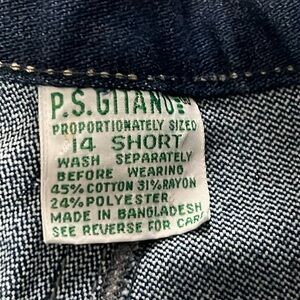 P.S. GITANO
PROPORTIONATELY SIZED
14 SHORT
WASH SEPARATELY
BEFORE WEARING
45% COTTON 31% RAYON
24% POLYESTER
MADE IN BANGLADESH
SEE REVERSE FOR CARE